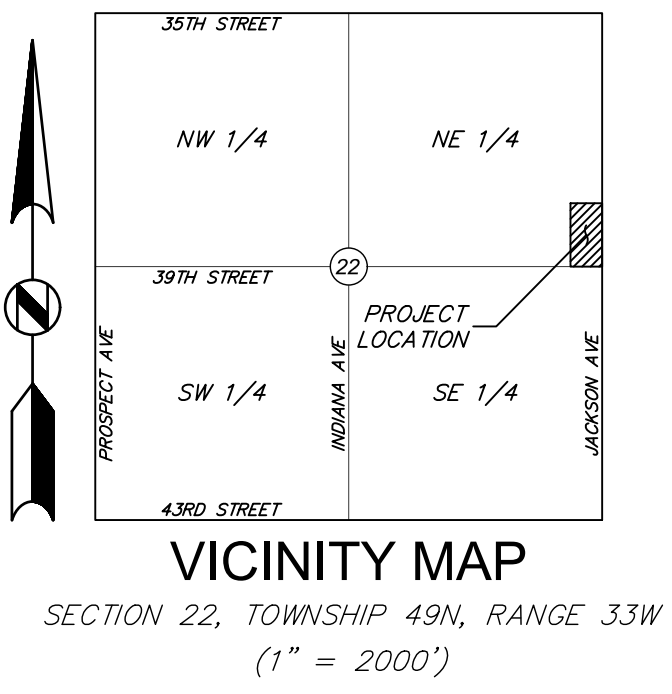 35TH STREET
NW 1/4
NE 1/4
22
39TH STREET
PROJECT
LOCATION
N
PROSPECT AVE
INDIANA AVE
JACKSON AVE
SW 1/4
SE 1/4
43RD STREET
VICINITY MAP
SECTION 22, TOWNSHIP 49N, RANGE 33W
(1" = 2000')